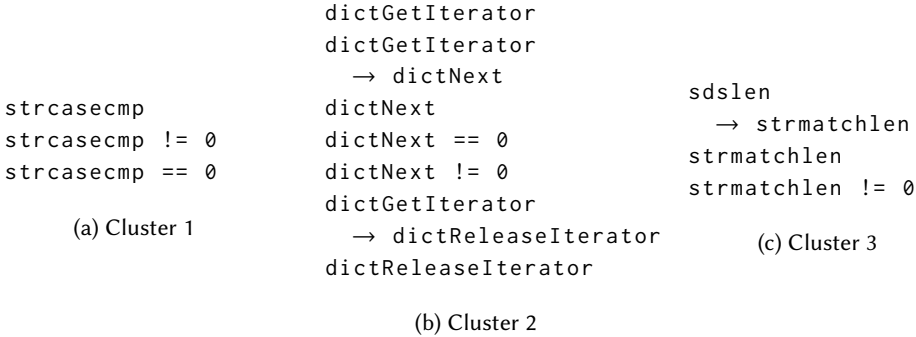 strcasecmp
strcasecmp != 0
strcasecmp == 0
(a) Cluster 1
dictGetIterator
dictGetIterator
→ dictNext
dictNext
dictNext == 0
dictNext != 0
dictGetIterator
→ dictReleaseIterator
dictReleaseIterator
(b) Cluster 2
sdslen
→ strmatchlen
strmatchlen
strmatchlen != 0
(c) Cluster 3